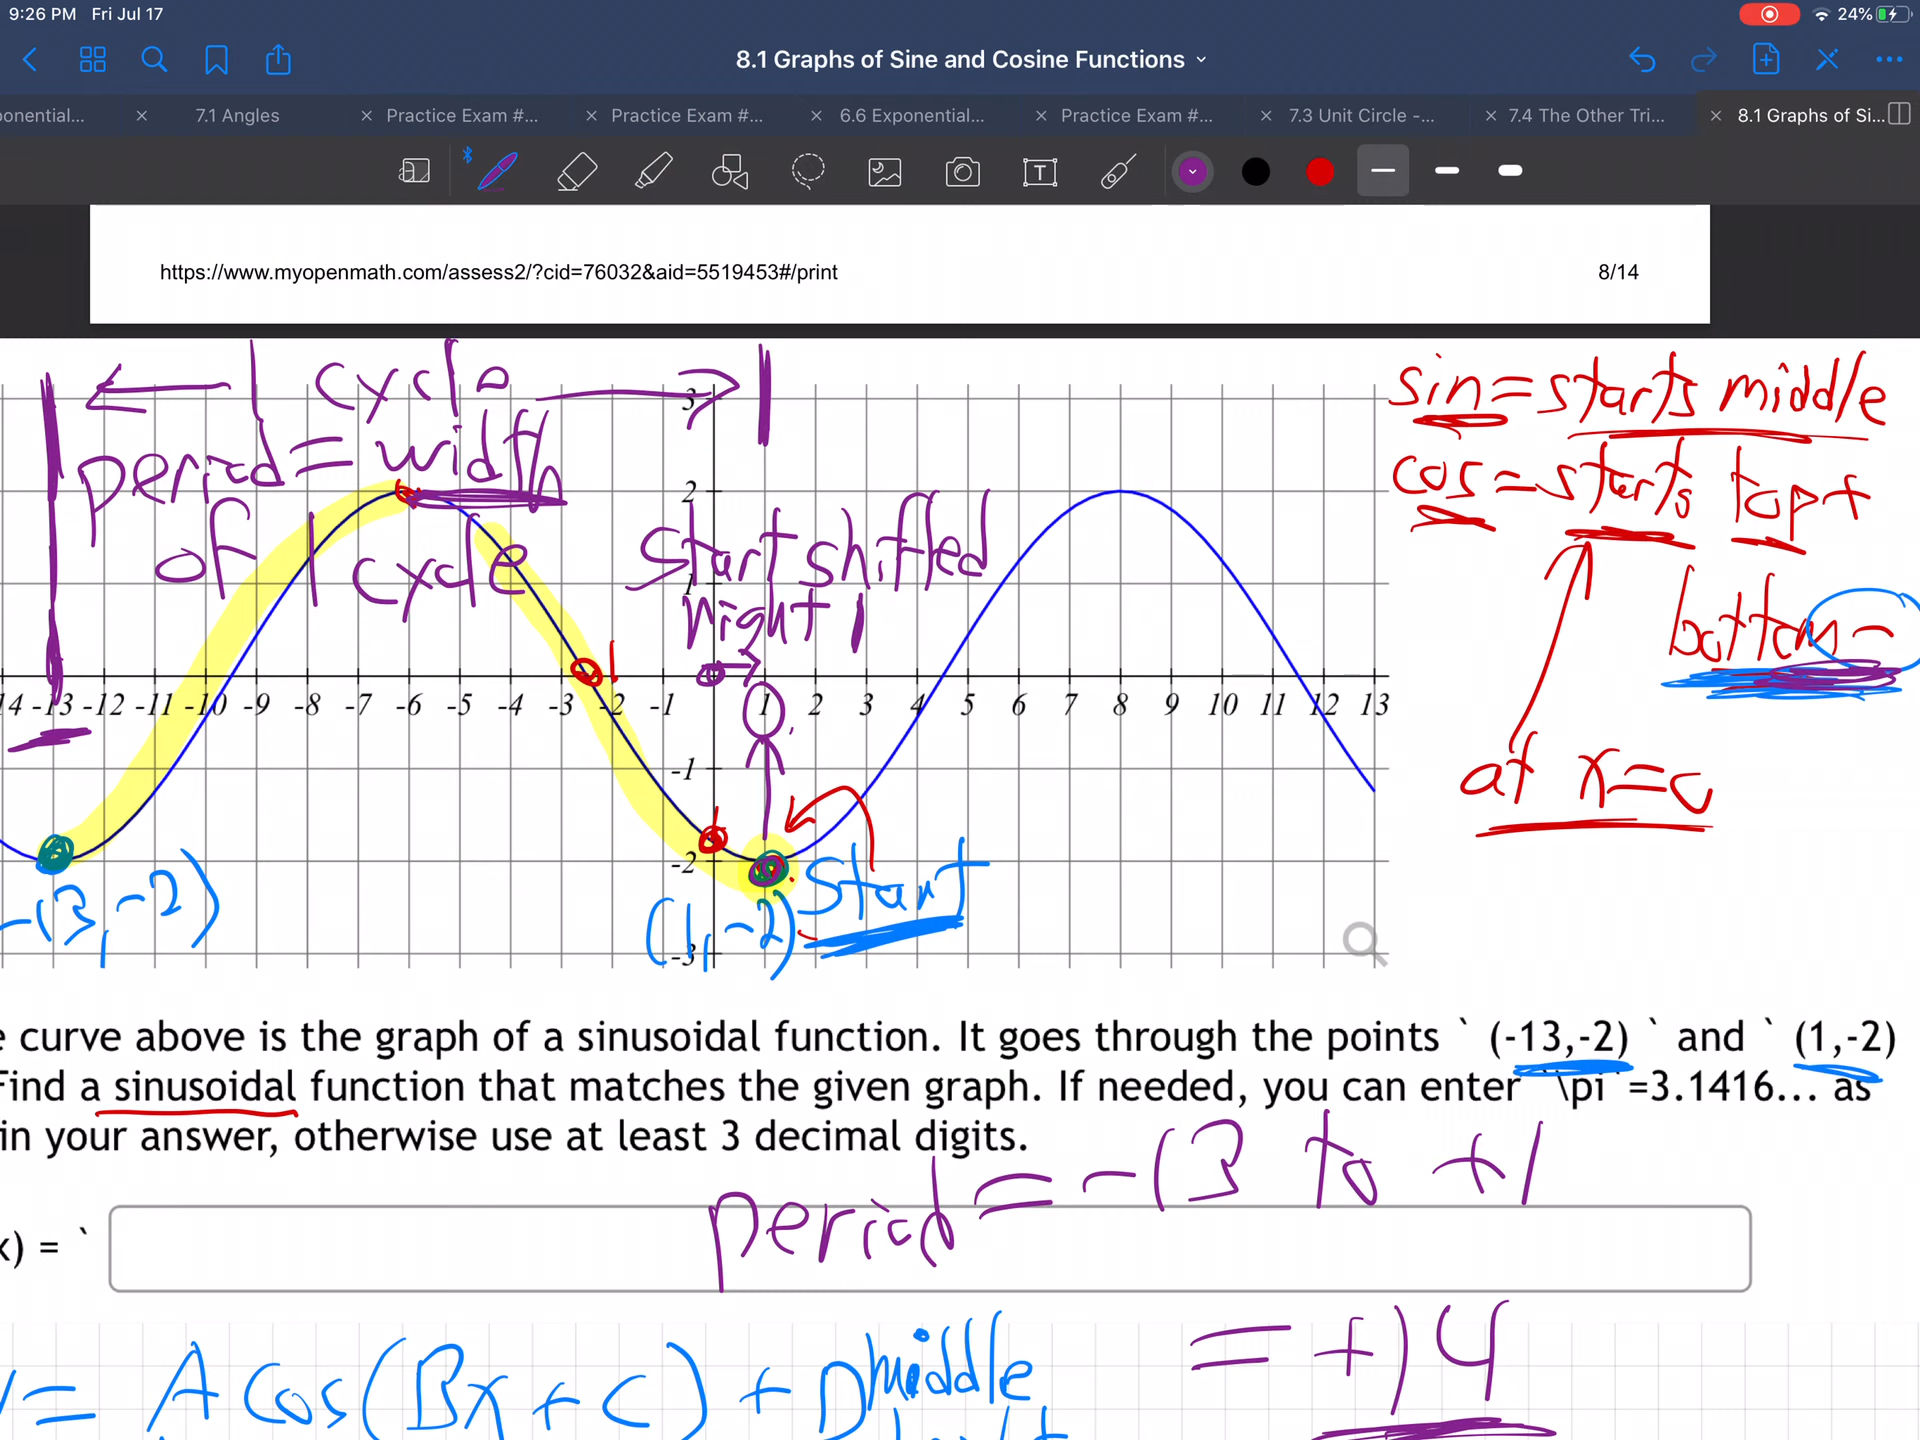 9:26 PM Fri Jul 17
24%
8.1 Graphs of Sine and Cosine Functions
onential...
7.1 Angles
Practice Exam #...
Practice Exam #...
6.6 Exponential...
Practice Exam #...
7.3 Unit Circle -...
7.4 The Other Tri...
8.1 Graphs of Si...
https://www.myopenmath.com/assess2/?cid=76032&aid=5519453#/print
8/14
1 cycle
period = width
of 1 cycle
start shifted
right 1
sin = starts middle
cos = starts top +
bottom -
at x = c
3
2
1
14 -13 -12 -11 -10 -9 -8 -7 -6 -5 -4 -3 -2 -1 1 2 3 4 5 6 7 8 9 10 11 12 13
-1
-2
-3
-13, -2)
(1, -2)
Start
e curve above is the graph of a sinusoidal function. It goes through the points ` (-13,-2) ` and ` (1,-2)
Find a sinusoidal function that matches the given graph. If needed, you can enter `\pi`=3.1416... as
in your answer, otherwise use at least 3 decimal digits.
period = -13 to +1
x) = `
= +14
y = A cos(Bx + C) + D middle